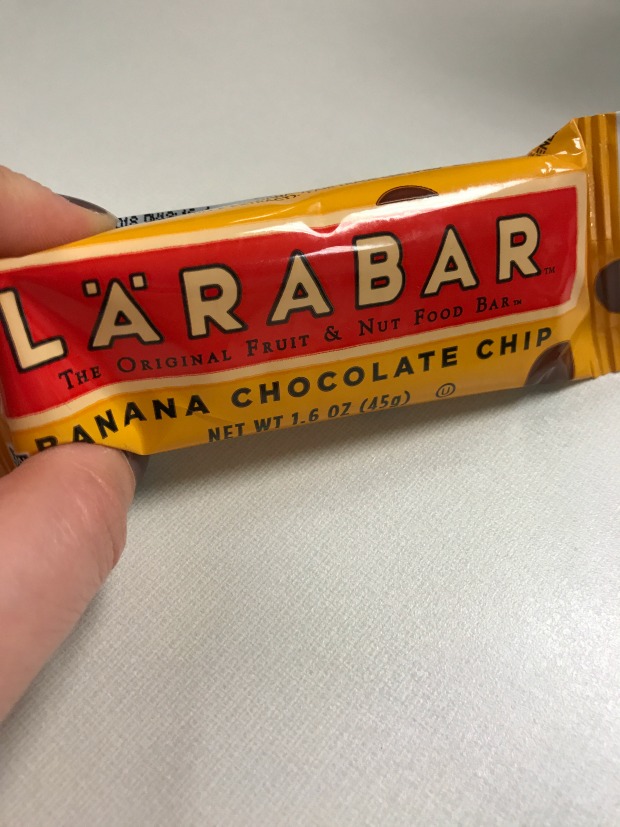 LÄRABAR™
THE ORIGINAL FRUIT & NUT FOOD BAR™
BANANA CHOCOLATE CHIP
NET WT 1.6 OZ (45g) Ⓤ